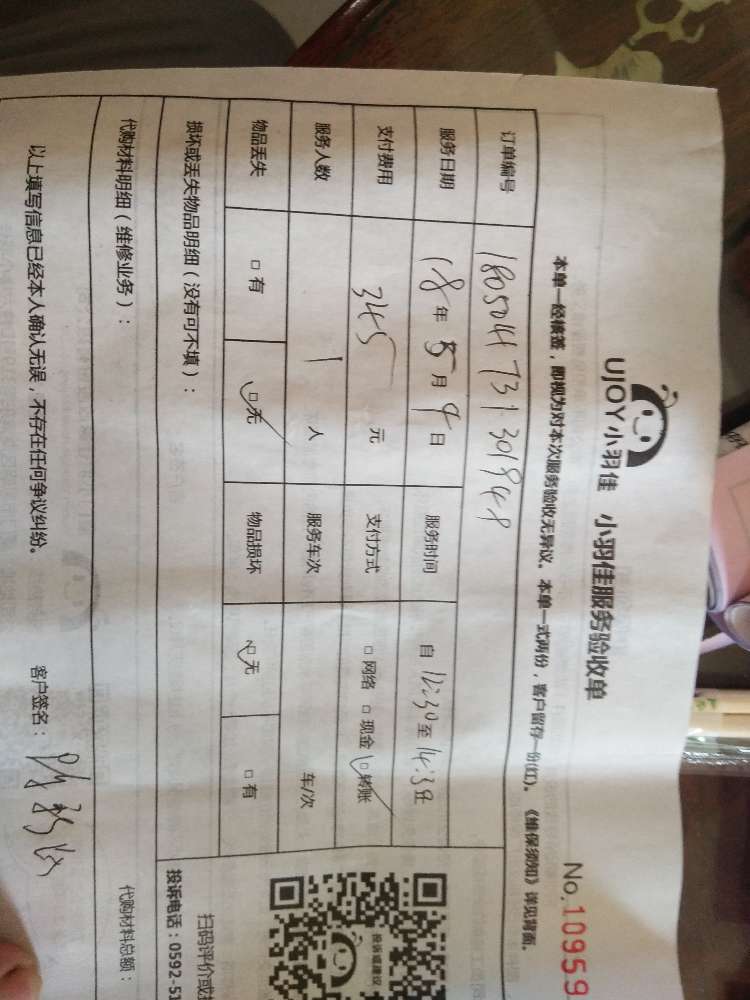 UJOY小羽佳 小羽佳服务验收单
No.10959
本单一经核签，即视为对本次服务验收无异议。本单一式两份，客户留存一份(红)。《维保须知》详见背面。
订单编号 1805041731301948
服务日期 18年5月4日 服务时间 自12:30至14:30
支付费用 345元 支付方式 □网络 □现金 ☑转账
服务人数 1人 服务车次 车/次
物品丢失 □有 ☑无 物品损坏 ☑无 □有
损坏或丢失物品明细（没有可不填）：
扫码评价或
投诉或建议
投诉电话：0592-51
代购材料明细（维修业务）：
代购材料总额：
以上填写信息已经本人确认无误，不存在任何争议纠纷。
客户签名：